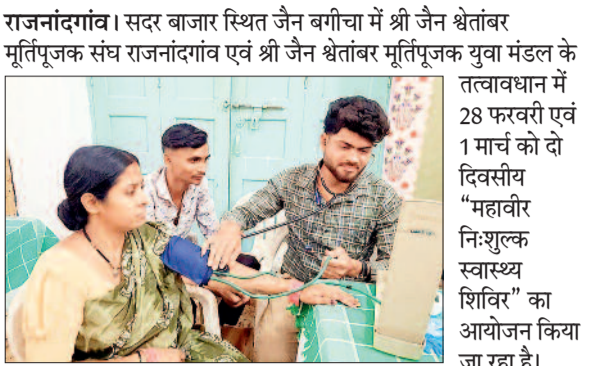 राजनांदगांव। सदर बाजार स्थित जैन बगीचा में श्री जैन श्वेतांबर
मूर्तिपूजक संघ राजनांदगांव एवं श्री जैन श्वेतांबर मूर्तिपूजक युवा मंडल के
तत्वावधान में
28 फरवरी एवं
1 मार्च को दो
दिवसीय
“महावीर
निःशुल्क
स्वास्थ्य
शिविर” का
आयोजन किया
जा रहा है।